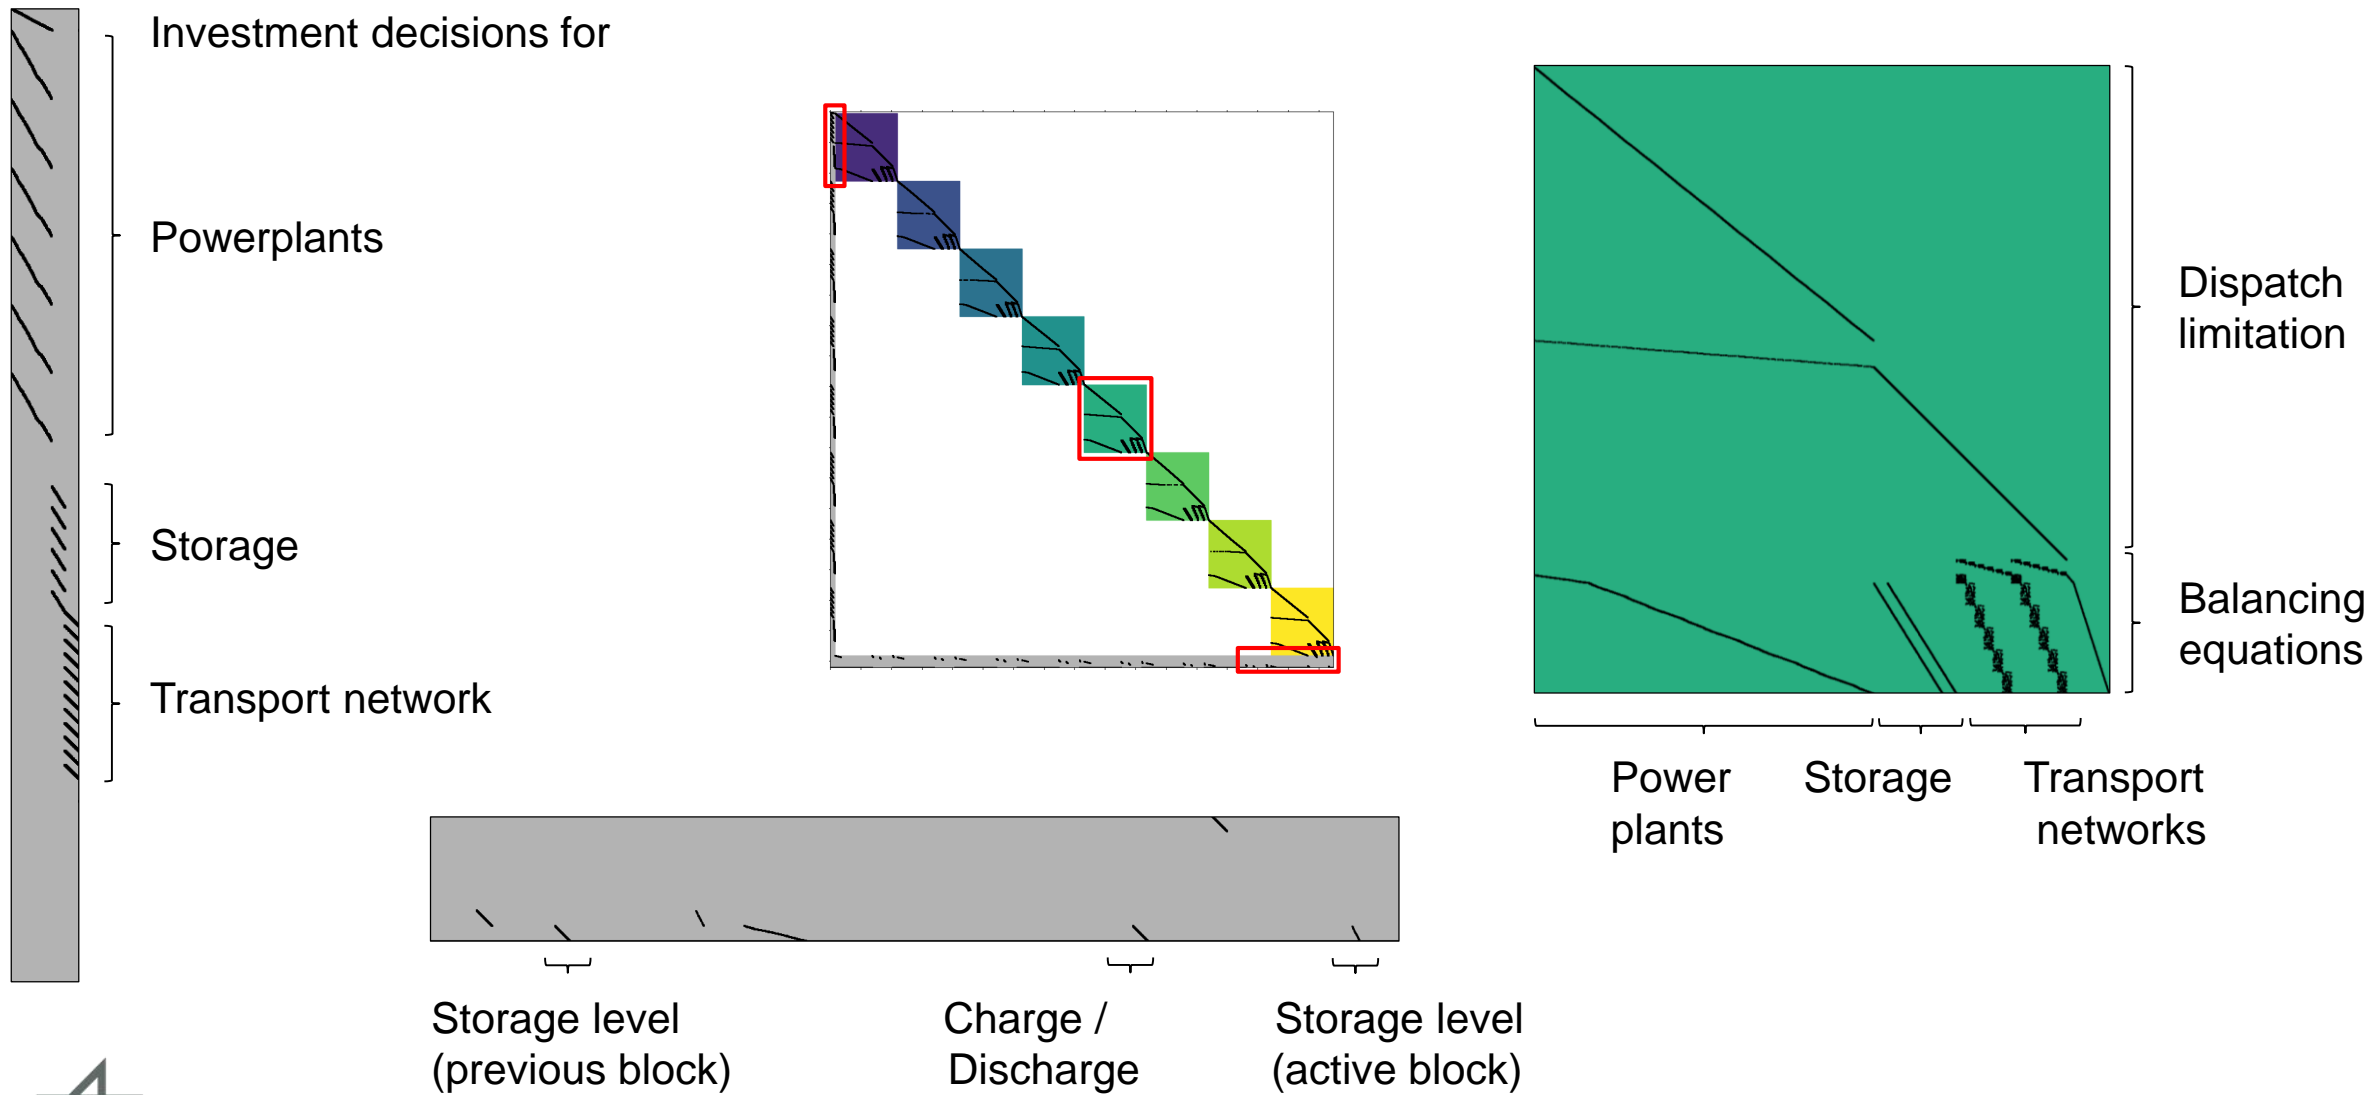 Investment decisions for
Powerplants
Storage
Transport network
Dispatch
limitation
Balancing
equations
Power
plants
Storage
Transport
networks
Storage level
(previous block)
Charge /
Discharge
Storage level
(active block)